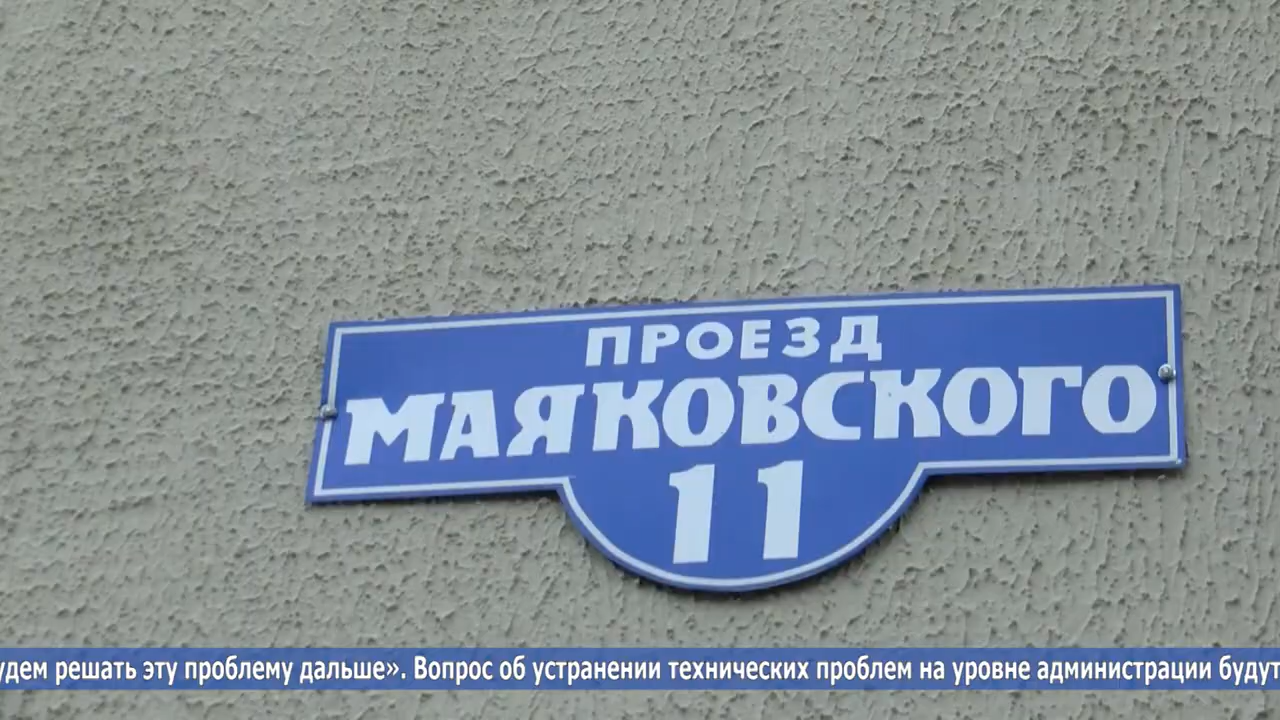 ПРОЕЗД
МАЯКОВСКОГО
11
решать эту проблему дальше». Вопрос об устранении технических проблем на уровне администрации будут